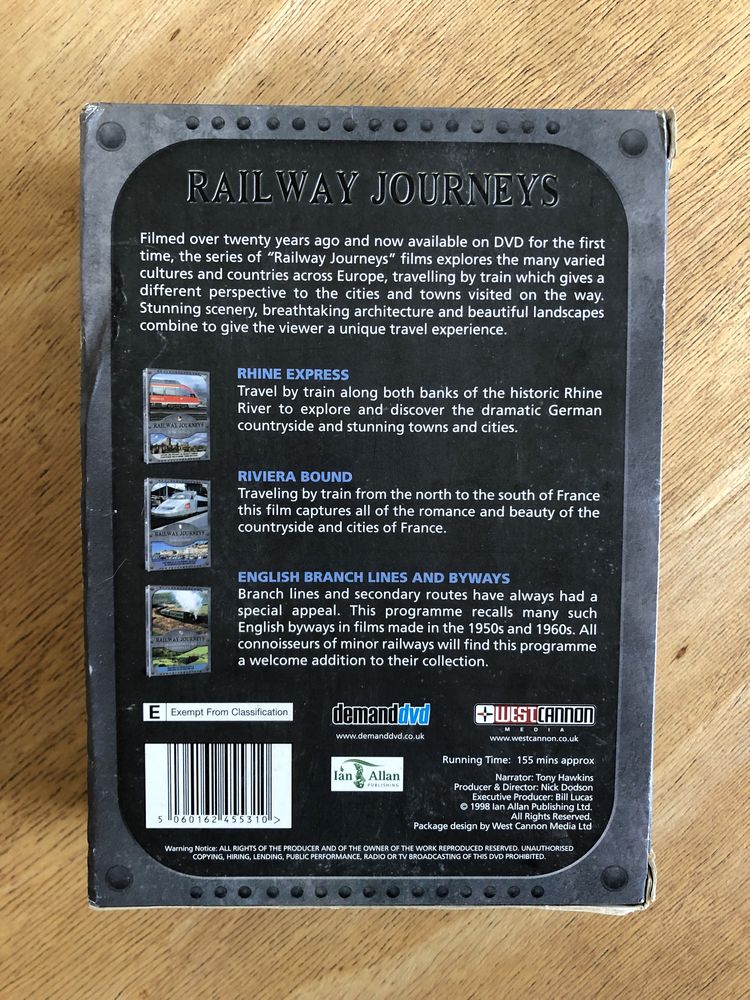 RAILWAY JOURNEYS
Filmed over twenty years ago and now available on DVD for the first
time, the series of “Railway Journeys” films explores the many varied
cultures and countries across Europe, travelling by train which gives a
different perspective to the cities and towns visited on the way.
Stunning scenery, breathtaking architecture and beautiful landscapes
combine to give the viewer a unique travel experience.
RAILWAY JOURNEYS
RHINE EXPRESS
Travel by train along both banks of the historic Rhine
River to explore and discover the dramatic German
countryside and stunning towns and cities.
RAILWAY JOURNEYS
RIVIERA BOUND
Traveling by train from the north to the south of France
this film captures all of the romance and beauty of the
countryside and cities of France.
RAILWAY JOURNEYS
ENGLISH BRANCH LINES AND BYWAYS
Branch lines and secondary routes have always had a
special appeal. This programme recalls many such
English byways in films made in the 1950s and 1960s. All
connoisseurs of minor railways will find this programme
a welcome addition to their collection.
E Exempt From Classification
demanddvd
www.demanddvd.co.uk
WESTCANNON
MEDIA
www.westcannon.co.uk
Ian Allan
PUBLISHING
5 060162 455310 >
Running Time: 155 mins approx
Narrator: Tony Hawkins
Producer & Director: Nick Dodson
Executive Producer: Bill Lucas
© 1998 Ian Allan Publishing Ltd.
All Rights Reserved.
Package design by West Cannon Media Ltd
Warning Notice: ALL RIGHTS OF THE PRODUCER AND OF THE OWNER OF THE WORK REPRODUCED RESERVED. UNAUTHORISED
COPYING, HIRING, LENDING, PUBLIC PERFORMANCE, RADIO OR TV BROADCASTING OF THIS DVD PROHIBITED.